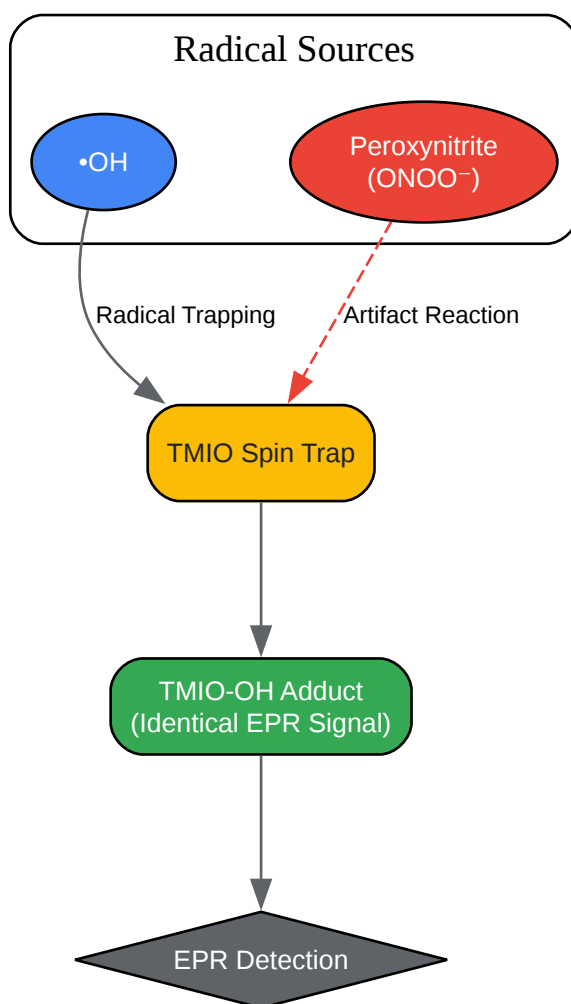 Radical Sources
•OH
Peroxynitrite
(ONOO⁻)
Radical Trapping
Artifact Reaction
TMIO Spin Trap
TMIO-OH Adduct
(Identical EPR Signal)
EPR Detection